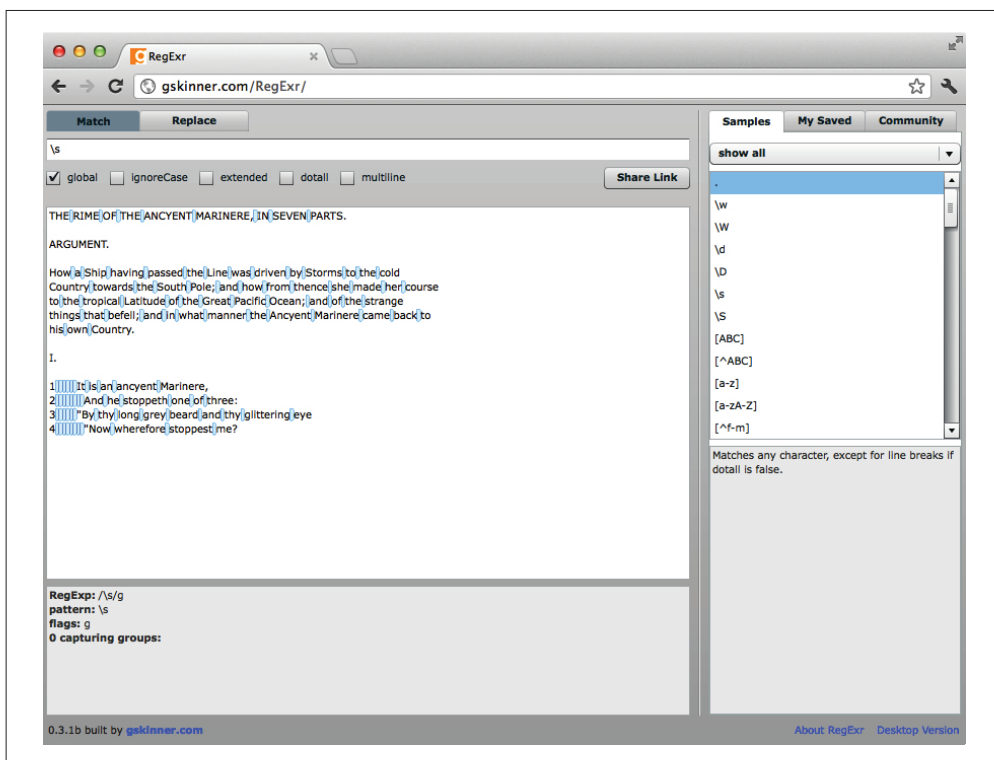 RegExr
gskinner.com/RegExr/
Match Replace
\s
global ignoreCase extended dotall multiline Share Link
THE RIME OF THE ANCYENT MARINERE, IN SEVEN PARTS.
ARGUMENT.
How a Ship having passed the Line was driven by Storms to the cold
Country towards the South Pole; and how from thence she made her course
to the tropical Latitude of the Great Pacific Ocean; and of the strange
things that befell; and in what manner the Ancyent Marinere came back to
his own Country.
I.
1      It is an ancyent Marinere,
2       And he stoppeth one of three:
3      "By thy long grey beard and thy glittering eye
4       "Now wherefore stoppest me?
RegExp: /\s/g
pattern: \s
flags: g
0 capturing groups:
Samples My Saved Community
show all
.
\w
\W
\d
\D
\s
\S
[ABC]
[^ABC]
[a-z]
[a-zA-Z]
[^f-m]
Matches any character, except for line breaks if
dotall is false.
0.3.1b built by gskinner.com
About RegExr Desktop Version